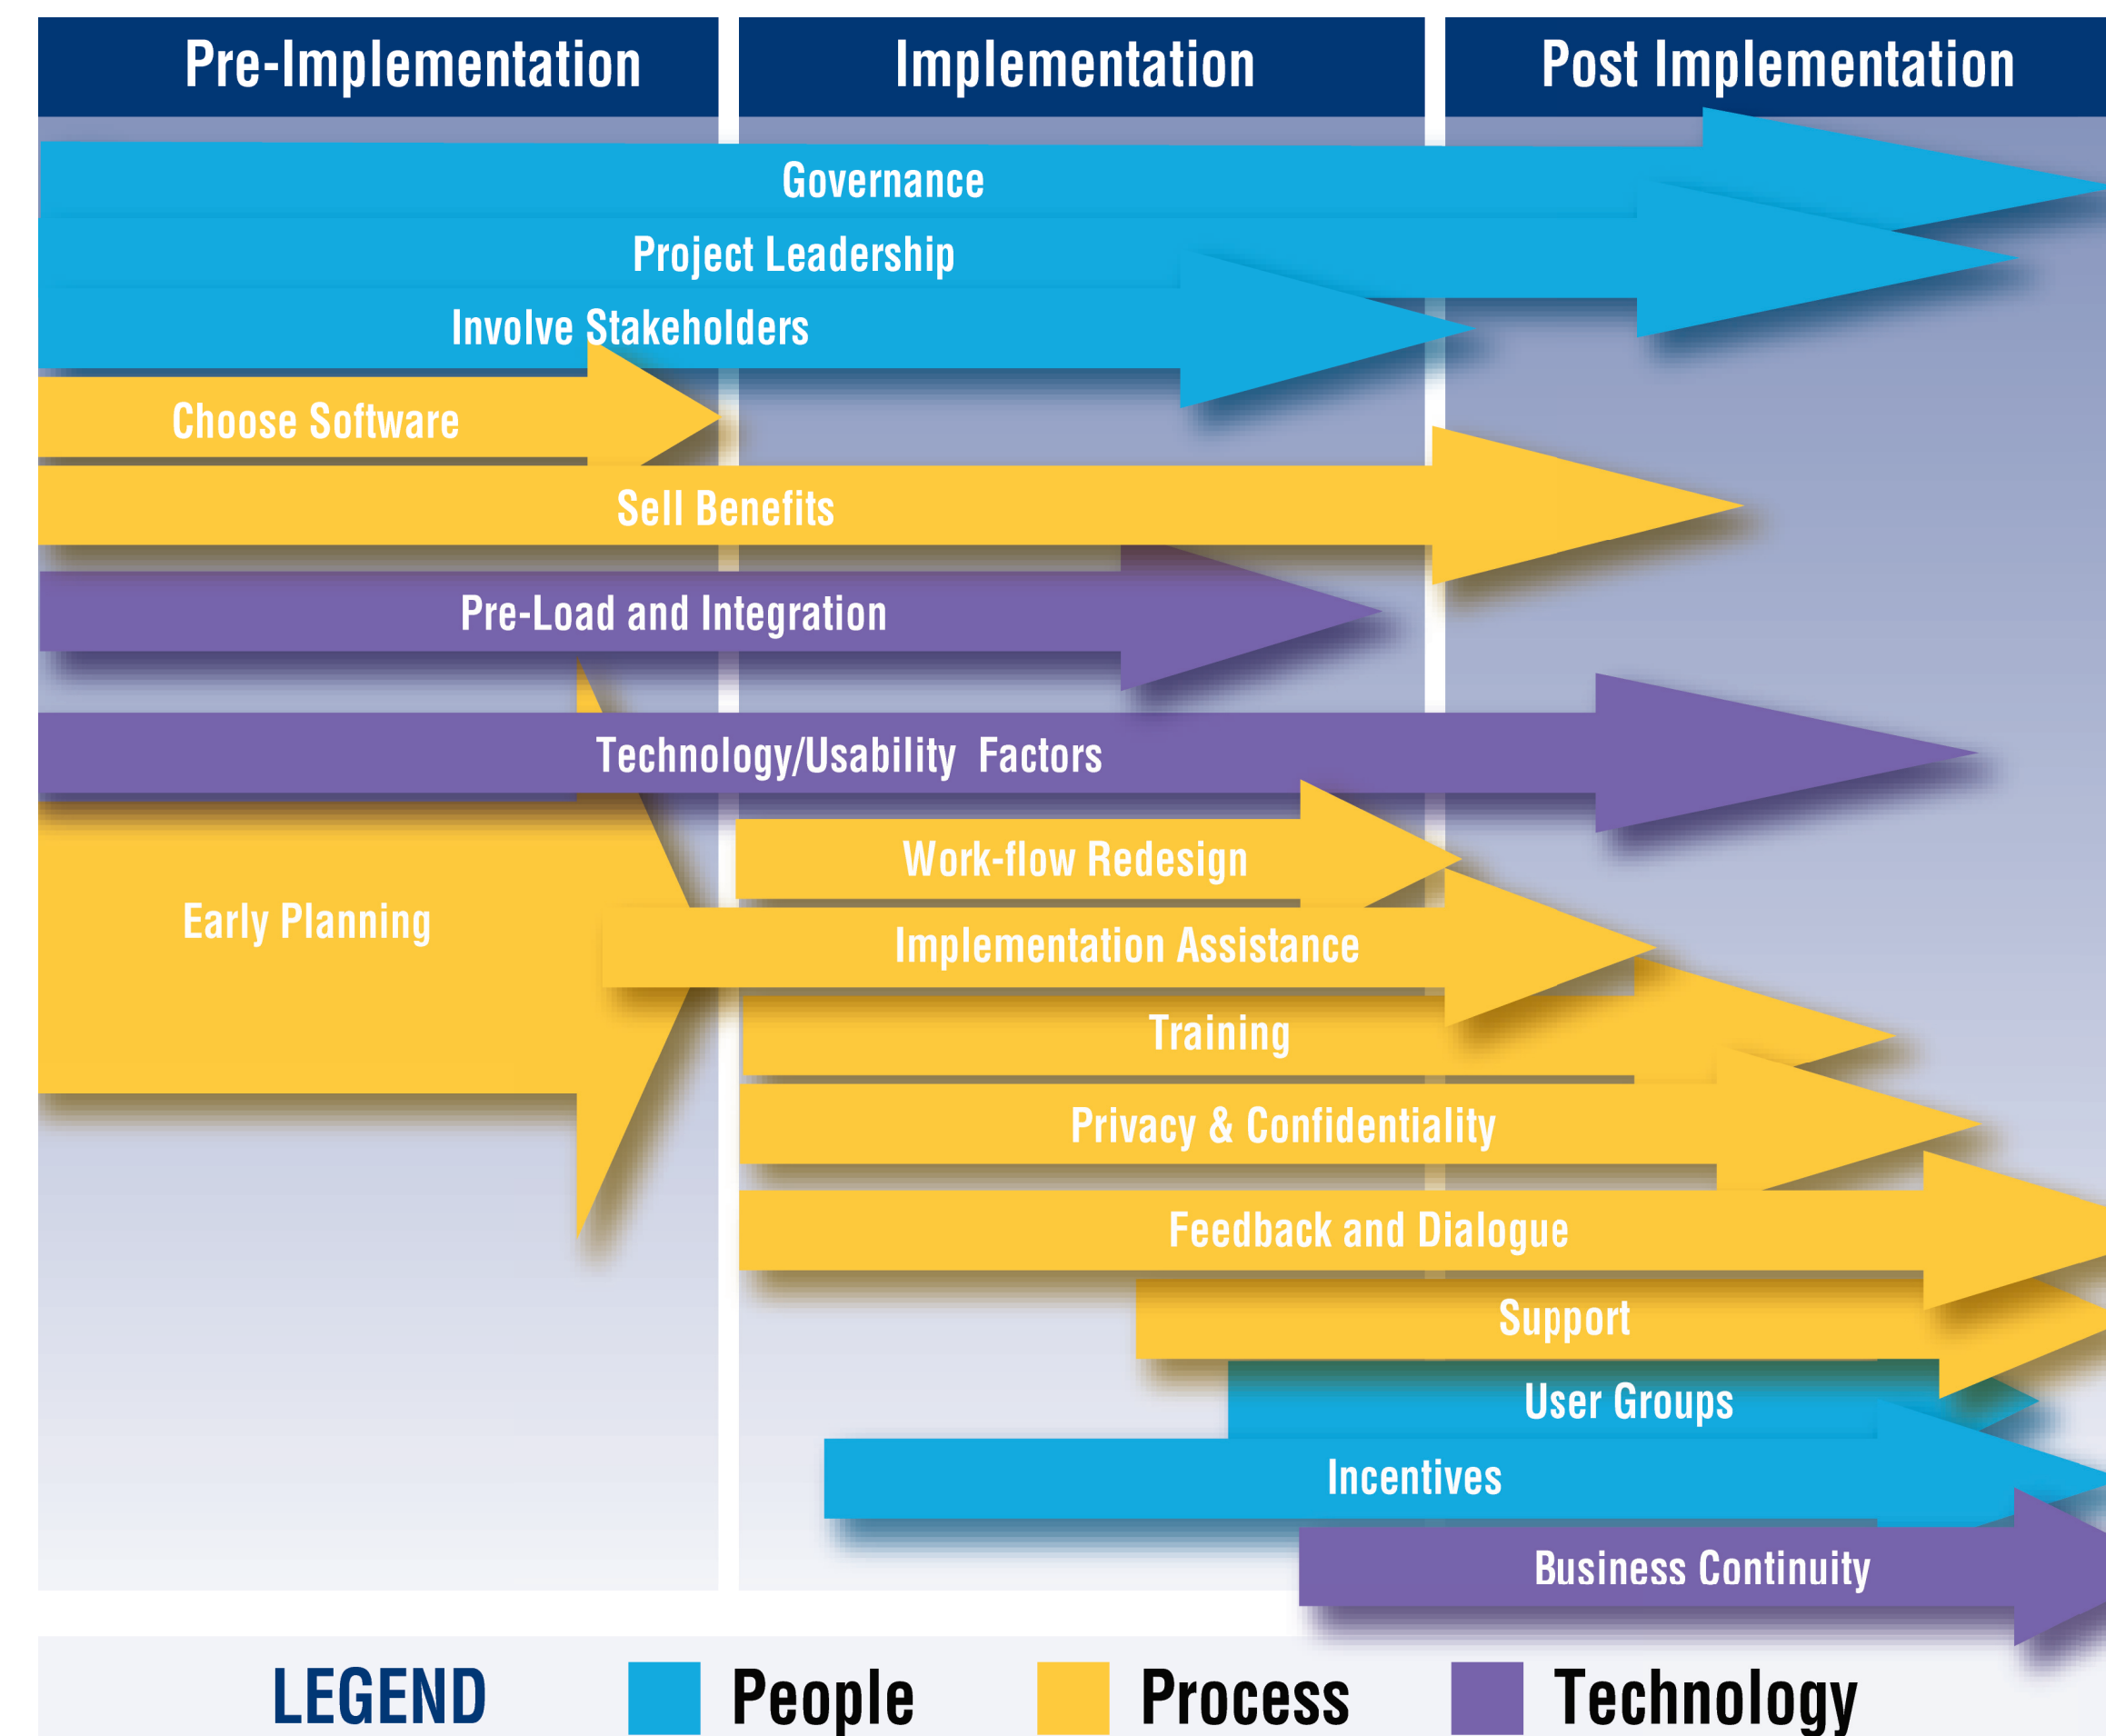 Pre-Implementation
Implementation
Post Implementation
Governance
Project Leadership
Involve Stakeholders
Choose Software
Sell Benefits
Pre-Load and Integration
Technology/Usability Factors
Work-flow Redesign
Early Planning
Implementation Assistance
Training
Privacy & Confidentiality
Feedback and Dialogue
Support
User Groups
Incentives
Business Continuity
LEGEND
People
Process
Technology